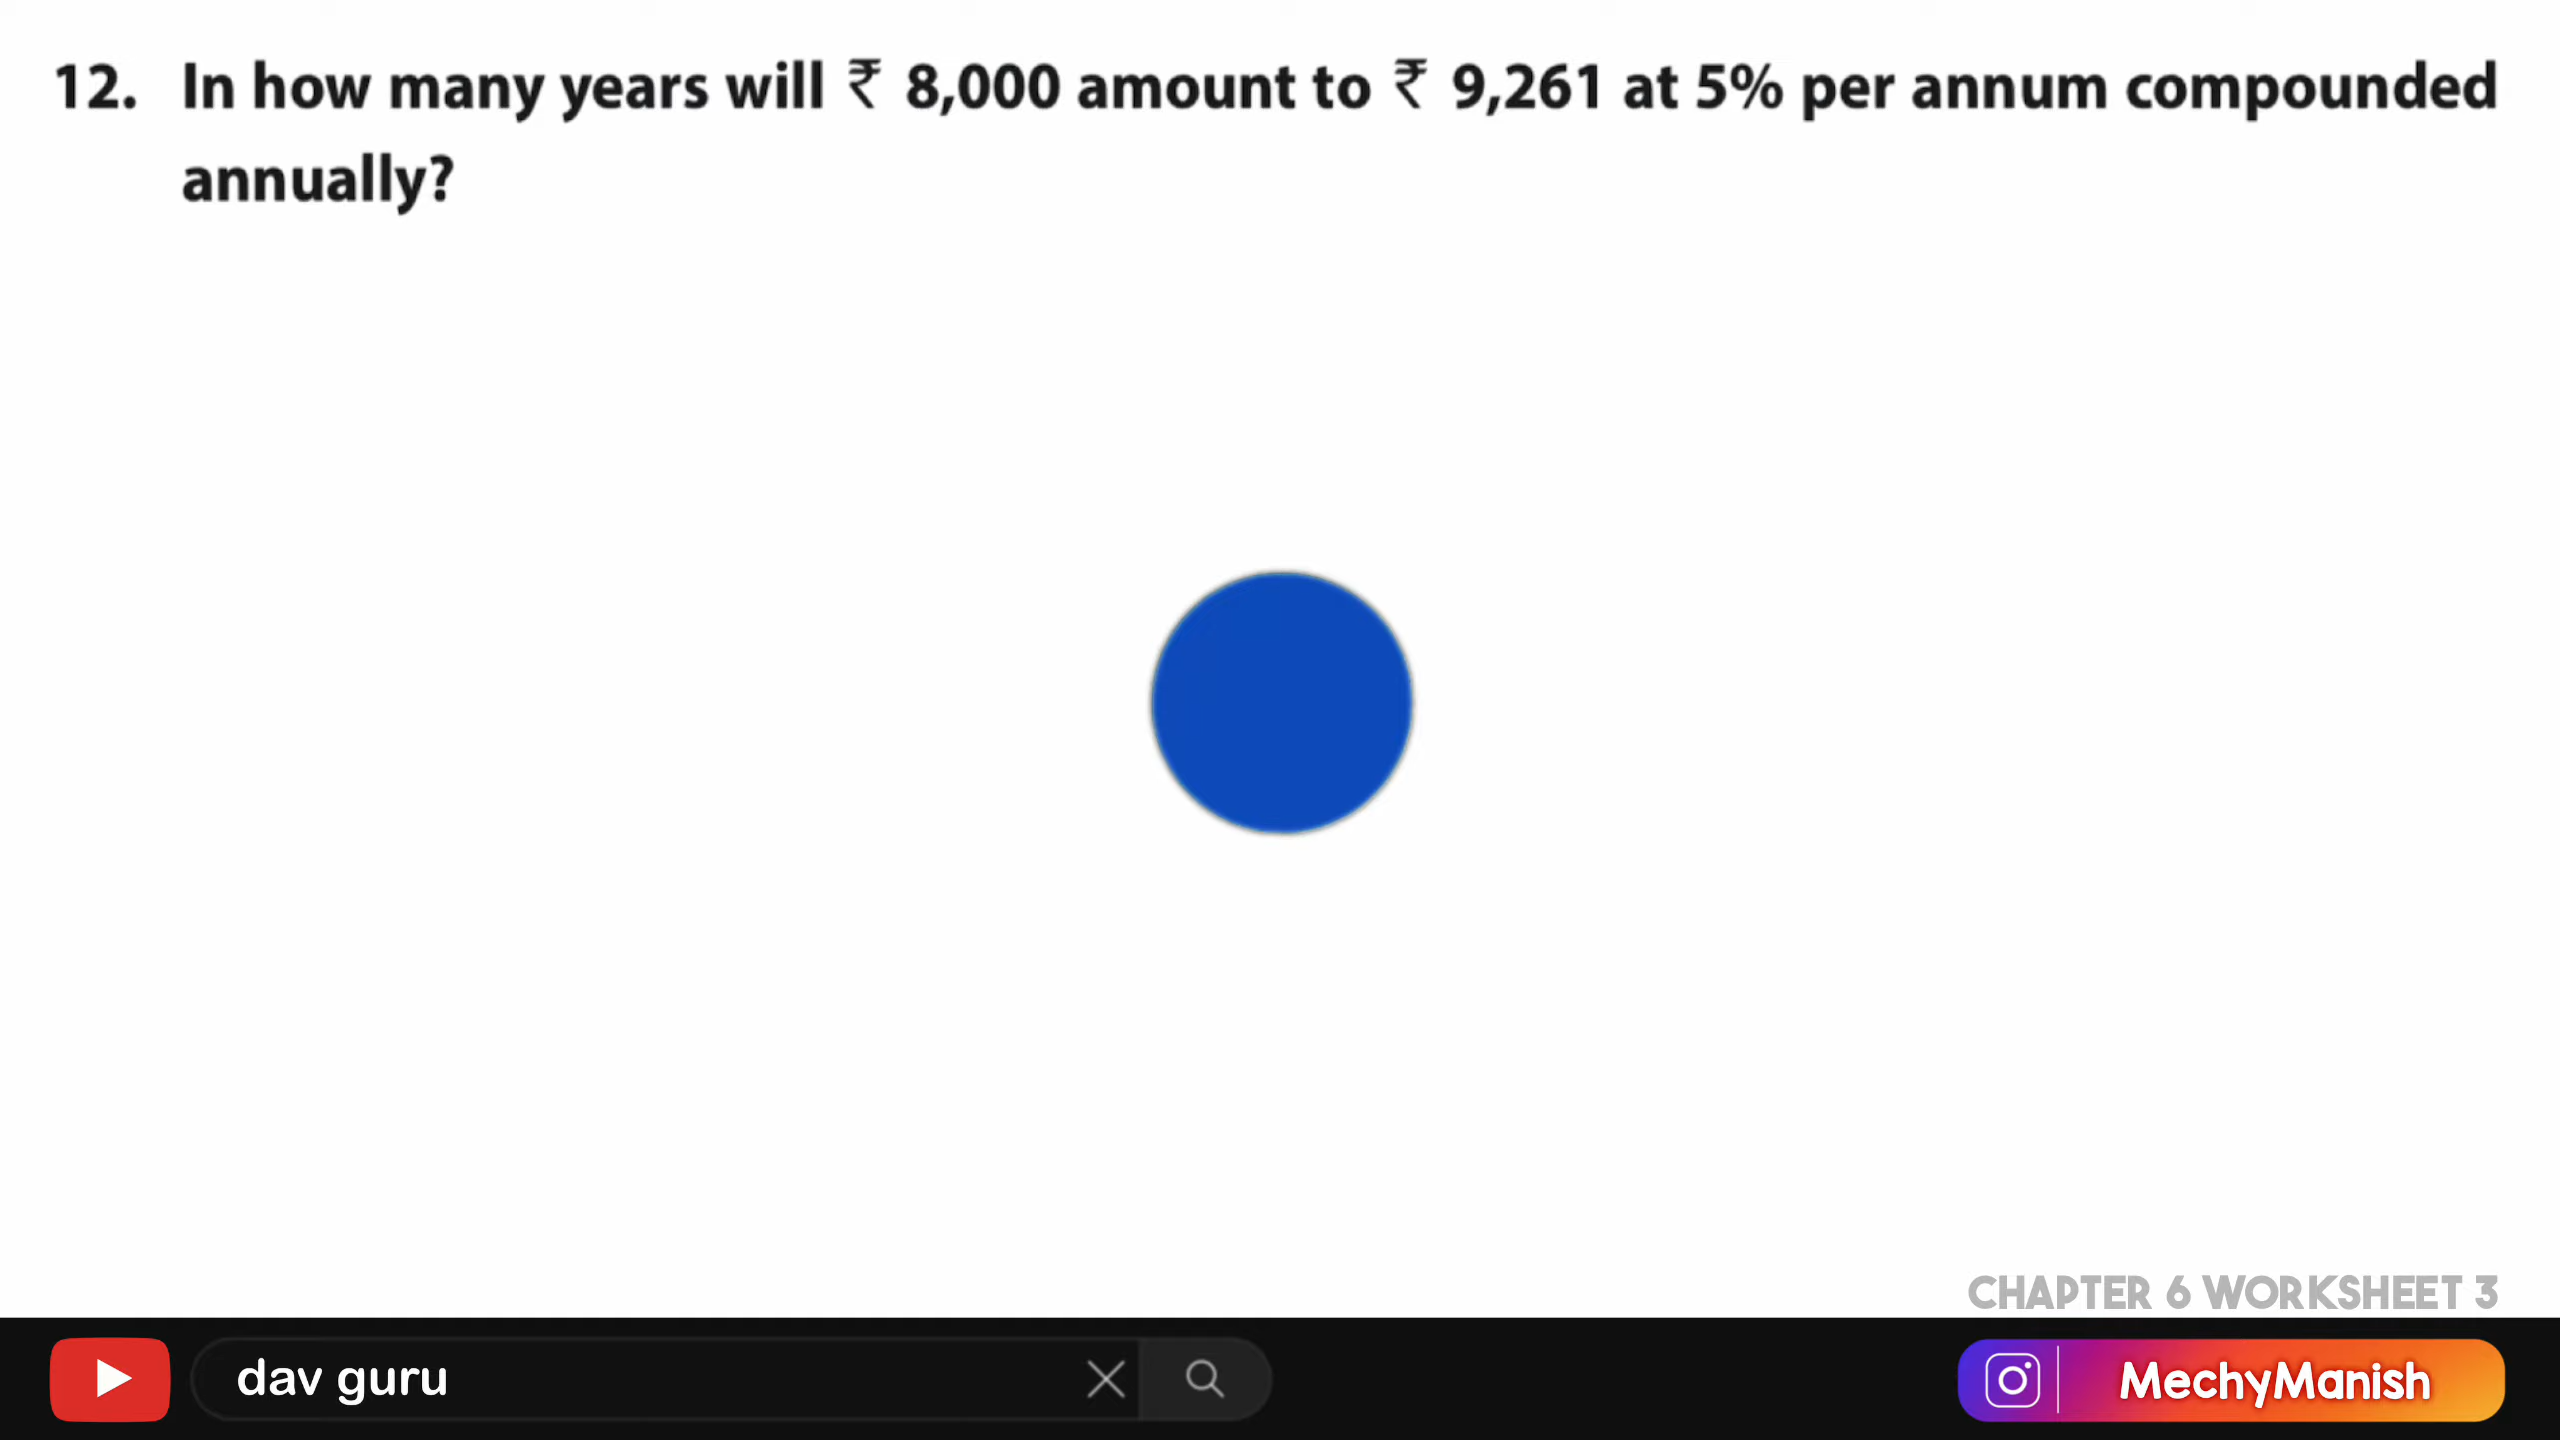 12. In how many years will ₹ 8,000 amount to ₹ 9,261 at 5% per annum compounded
annually?
CHAPTER 6 WORKSHEET 3
dav guru
MechyManish